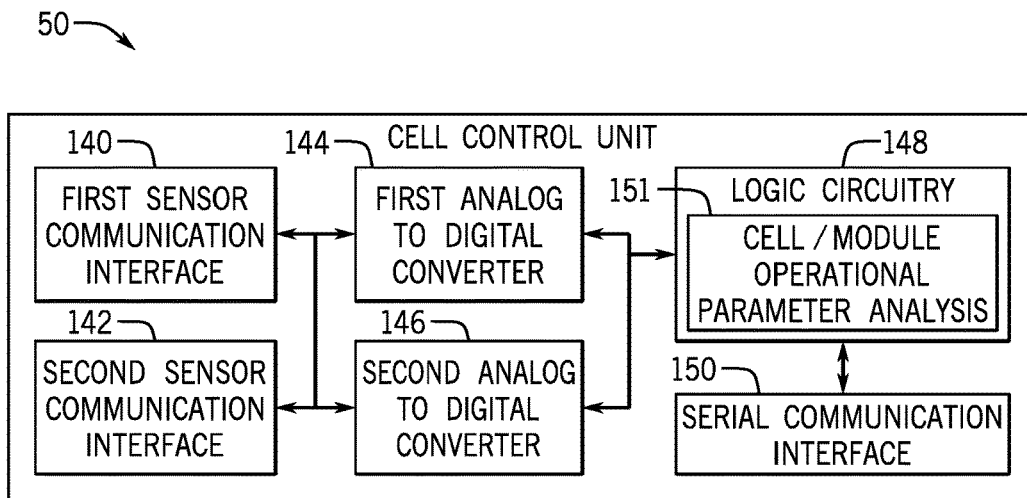 50
CELL CONTROL UNIT
140
FIRST SENSOR
COMMUNICATION
INTERFACE
144
FIRST ANALOG
TO DIGITAL
CONVERTER
148
LOGIC CIRCUITRY
151
CELL / MODULE
OPERATIONAL
PARAMETER ANALYSIS
142
SECOND SENSOR
COMMUNICATION
INTERFACE
146
SECOND ANALOG
TO DIGITAL
CONVERTER
150
SERIAL COMMUNICATION
INTERFACE